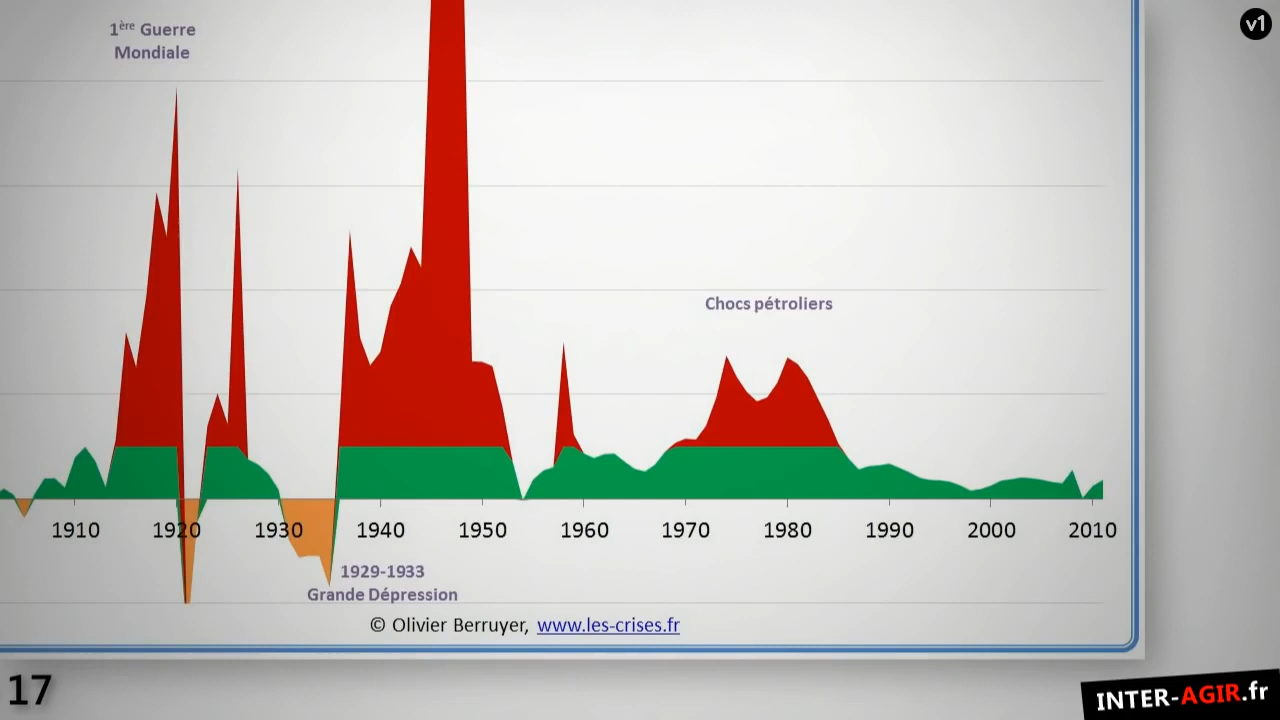 v1
1ère Guerre
Mondiale
Chocs pétroliers
1910 1920 1930 1940 1950 1960 1970 1980 1990 2000 2010
1929-1933
Grande Dépression
© Olivier Berruyer, www.les-crises.fr
17
INTER-AGIR.fr